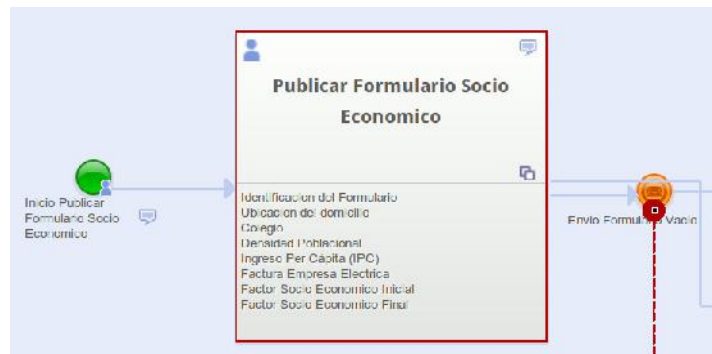 Publicar Formulario Socio
Economico
Inicio Publicar
Formulario Socio
Economico
Identificacion del Formulario
Ubicacion del domicilio
Colegio
Densidad Poblacional
Ingreso Per Cápita (IPC)
Factura Empresa Electrica
Factor Socio Economico Inicial
Factor Socio Economico Final
Envio Formulario Vacio